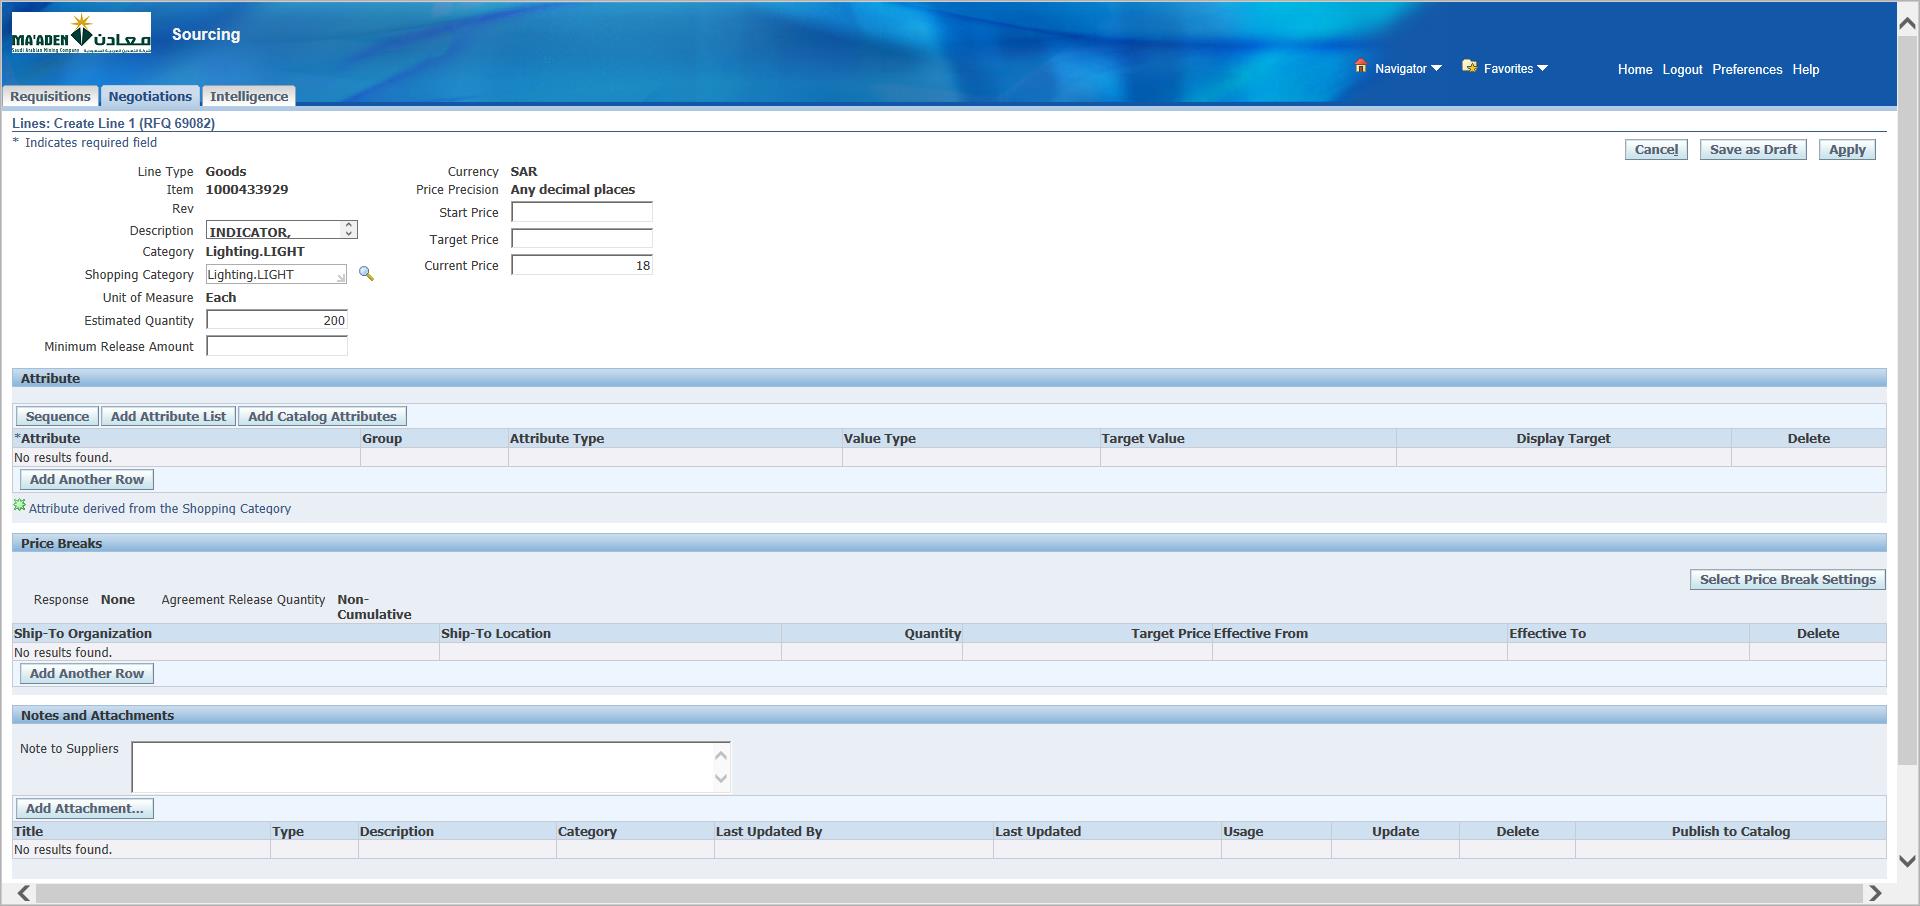 MA'ADEN معادن
Saudi Arabian Mining Company
Sourcing
Navigator
Favorites
Home Logout Preferences Help
Requisitions Negotiations Intelligence
Lines: Create Line 1 (RFQ 69082)
* Indicates required field
Cancel Save as Draft Apply
Line Type Goods
Item 1000433929
Rev
Description INDICATOR,
Category Lighting.LIGHT
Shopping Category Lighting.LIGHT
Unit of Measure Each
Estimated Quantity 200
Minimum Release Amount
Currency SAR
Price Precision Any decimal places
Start Price
Target Price
Current Price 18
Attribute
Sequence Add Attribute List Add Catalog Attributes
*Attribute Group Attribute Type Value Type Target Value Display Target Delete
No results found.
Add Another Row
Attribute derived from the Shopping Category
Price Breaks
Select Price Break Settings
Response None Agreement Release Quantity Non-
Cumulative
Ship-To Organization Ship-To Location Quantity Target Price Effective From Effective To Delete
No results found.
Add Another Row
Notes and Attachments
Note to Suppliers
Add Attachment...
Title Type Description Category Last Updated By Last Updated Usage Update Delete Publish to Catalog
No results found.